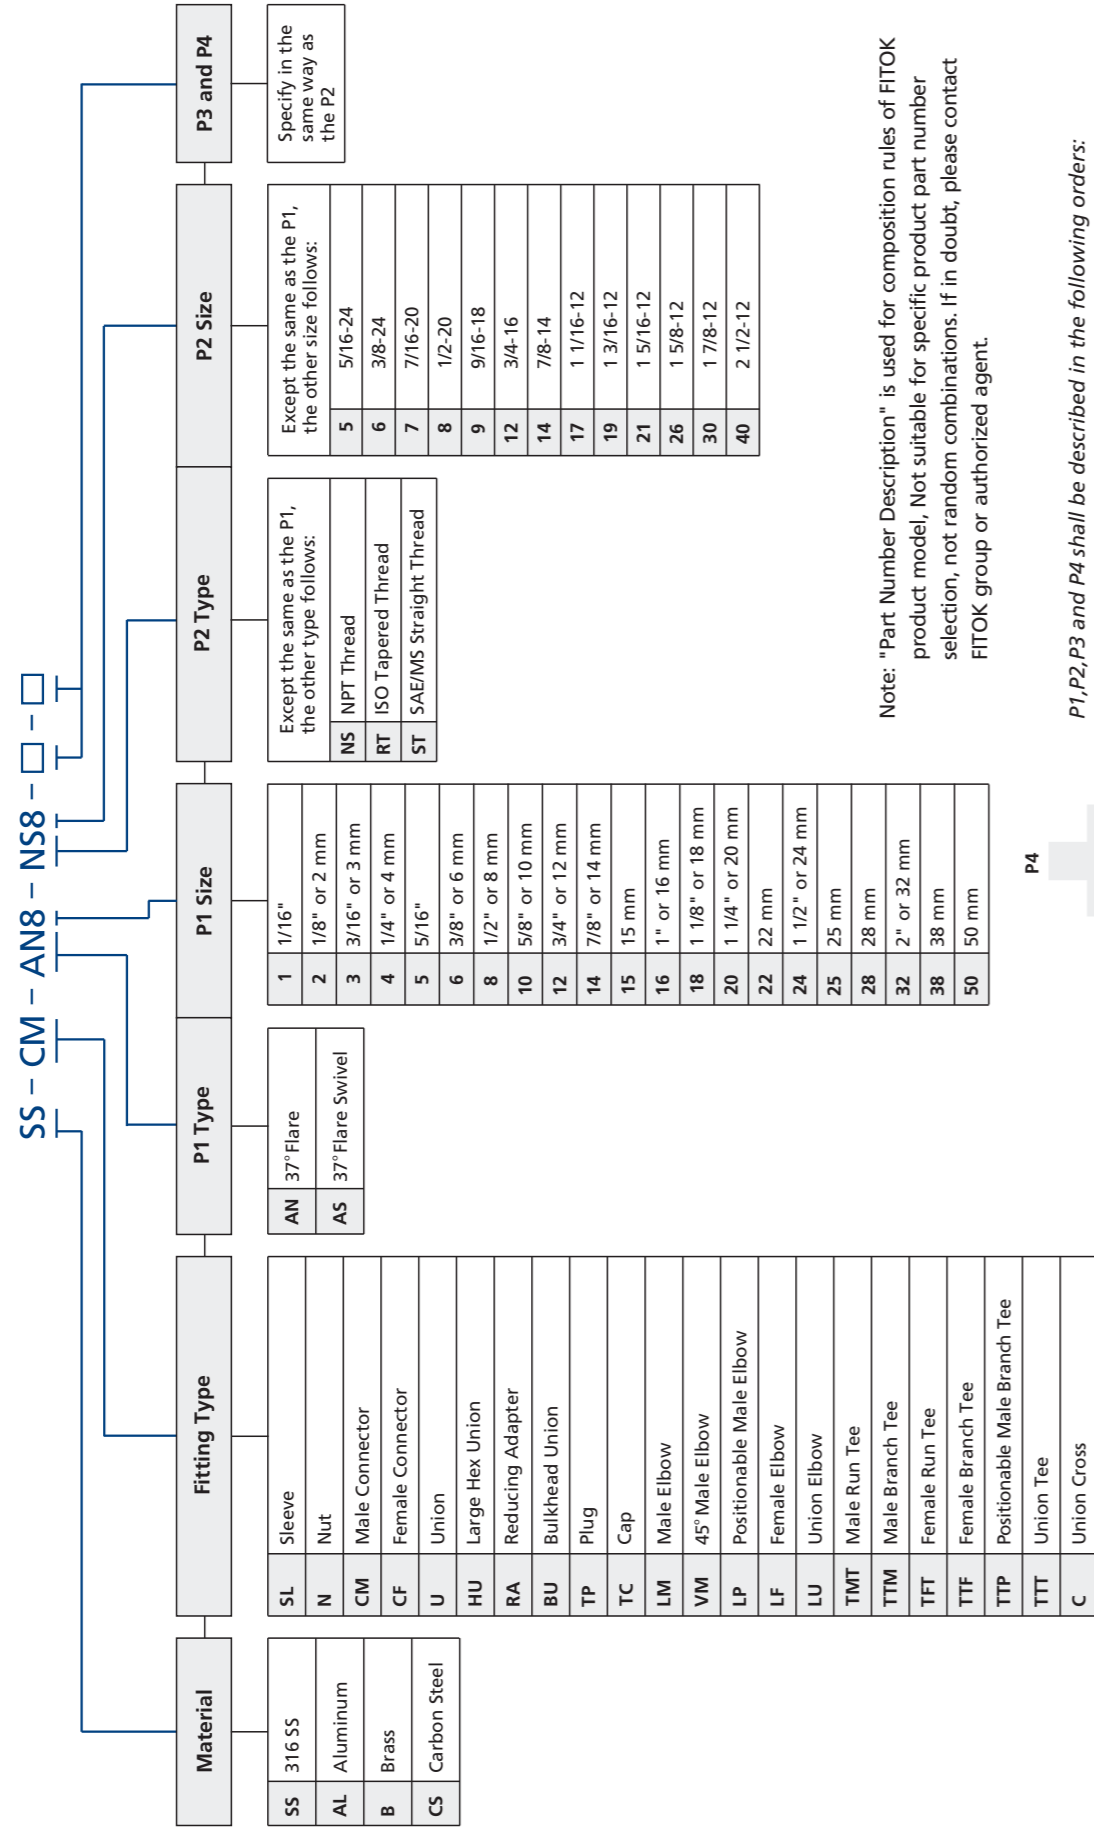 SS – CM – AN8 – NS8 – □ – □
Material
SS 316 SS
AL Aluminum
B Brass
CS Carbon Steel
Fitting Type
SL Sleeve
N Nut
CM Male Connector
CF Female Connector
U Union
HU Large Hex Union
RA Reducing Adapter
BU Bulkhead Union
TP Plug
TC Cap
LM Male Elbow
VM 45° Male Elbow
LP Positionable Male Elbow
LF Female Elbow
LU Union Elbow
TMT Male Run Tee
TTM Male Branch Tee
TFT Female Run Tee
TTF Female Branch Tee
TTP Positionable Male Branch Tee
TTT Union Tee
C Union Cross
P1 Type
AN 37° Flare
AS 37° Flare Swivel
P1 Size
1 1/16"
2 1/8" or 2 mm
3 3/16" or 3 mm
4 1/4" or 4 mm
5 5/16"
6 3/8" or 6 mm
8 1/2" or 8 mm
10 5/8" or 10 mm
12 3/4" or 12 mm
14 7/8" or 14 mm
15 15 mm
16 1" or 16 mm
18 1 1/8" or 18 mm
20 1 1/4" or 20 mm
22 22 mm
24 1 1/2" or 24 mm
25 25 mm
28 28 mm
32 2" or 32 mm
38 38 mm
50 50 mm
P2 Type
Except the same as the P1,
the other type follows:
NS NPT Thread
RT ISO Tapered Thread
ST SAE/MS Straight Thread
P2 Size
Except the same as the P1,
the other size follows:
5 5/16-24
6 3/8-24
7 7/16-20
8 1/2-20
9 9/16-18
12 3/4-16
14 7/8-14
17 1 1/16-12
19 1 3/16-12
21 1 5/16-12
26 1 5/8-12
30 1 7/8-12
40 2 1/2-12
P3 and P4
Specify in the
same way as
the P2
Note: "Part Number Description" is used for composition rules of FITOK
product model, Not suitable for specific product part number
selection, not random combinations. If in doubt, please contact
FITOK group or authorized agent.
P4
P1,P2,P3 and P4 shall be described in the following orders: